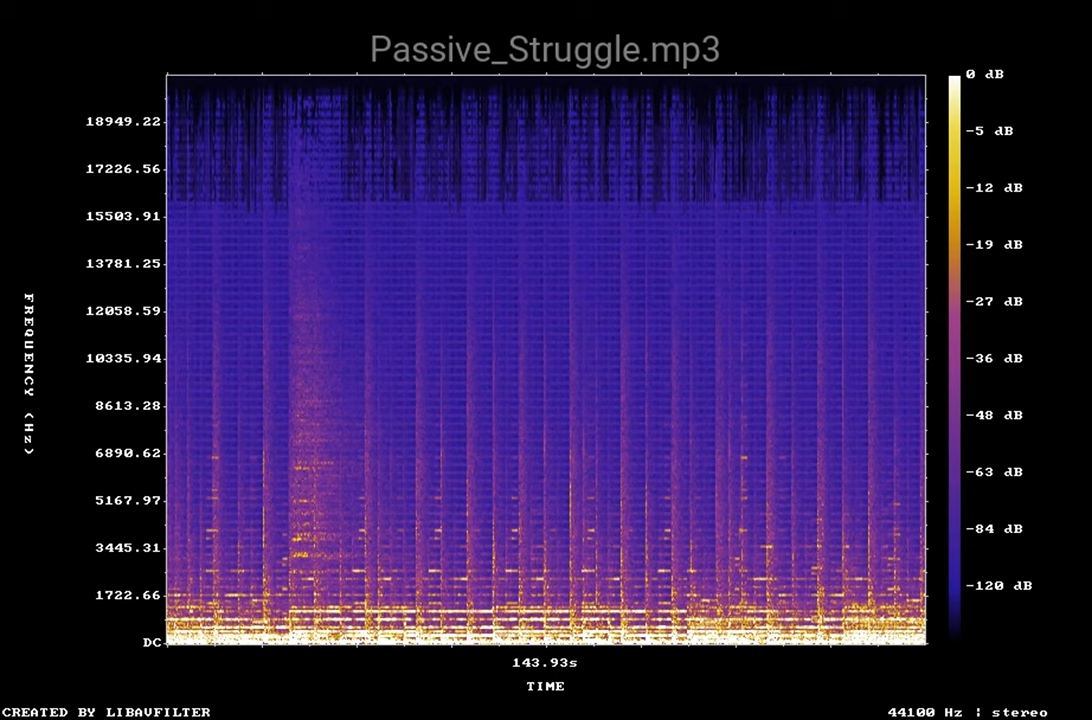 Passive_Struggle.mp3
0 dB
18949.22
-5 dB
17226.56
-12 dB
15503.91
-19 dB
13781.25
-27 dB
12058.59
10335.94
-36 dB
8613.28
-48 dB
6890.62
-63 dB
5167.97
-84 dB
3445.31
-120 dB
1722.66
DC
FREQUENCY (Hz)
143.93s
TIME
CREATED BY LIBAVFILTER
44100 Hz | stereo